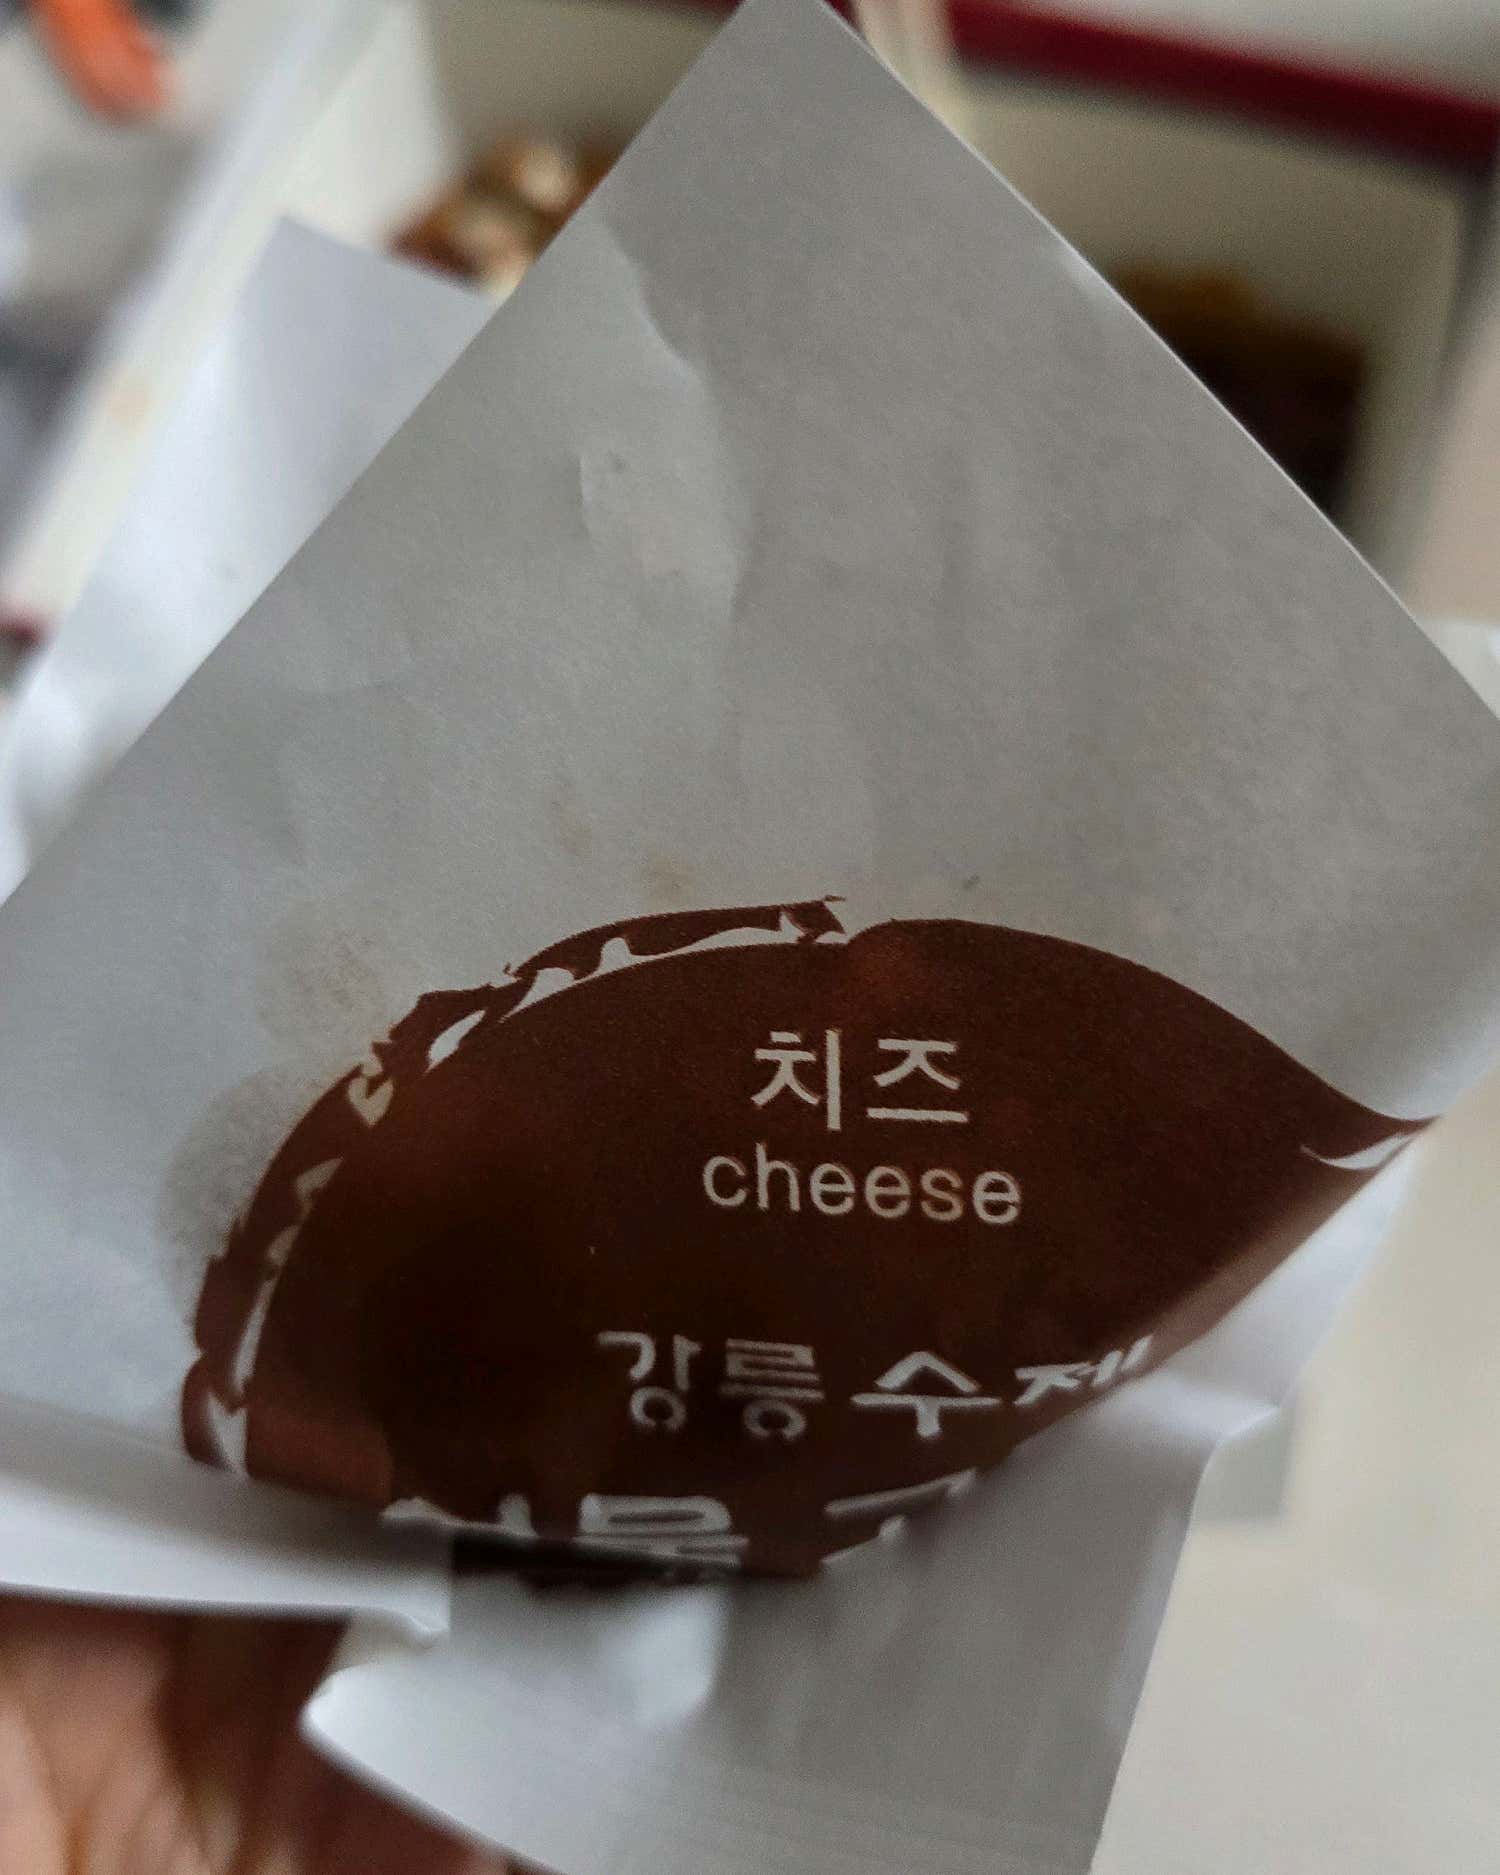 치즈
cheese
강릉 수제